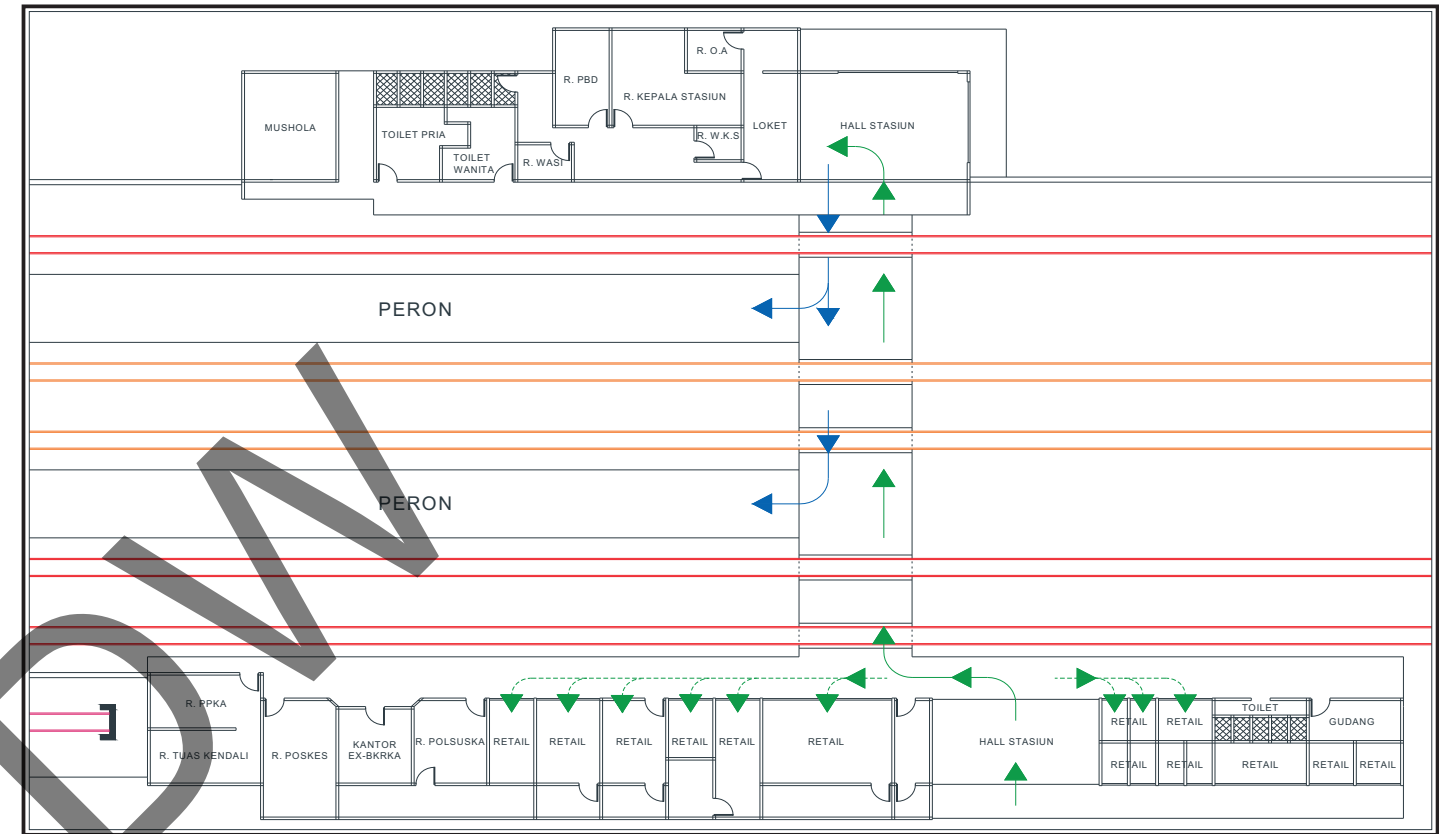 R. O.A
R. PBD
R. KEPALA STASIUN
MUSHOLA
TOILET PRIA
LOKET
HALL STASIUN
R. W.K.S
TOILET
WANITA
R. WASI
PERON
PERON
R. PPKA
R. TUAS KENDALI
R. POSKES
KANTOR
EX-BKRKA
R. POLSUSKA
RETAIL
RETAIL
RETAIL
RETAIL
RETAIL
RETAIL
HALL STASIUN
RETAIL
RETAIL
TOILET
GUDANG
RETAIL
RETAIL
RETAIL
RETAIL
RETAIL
DW